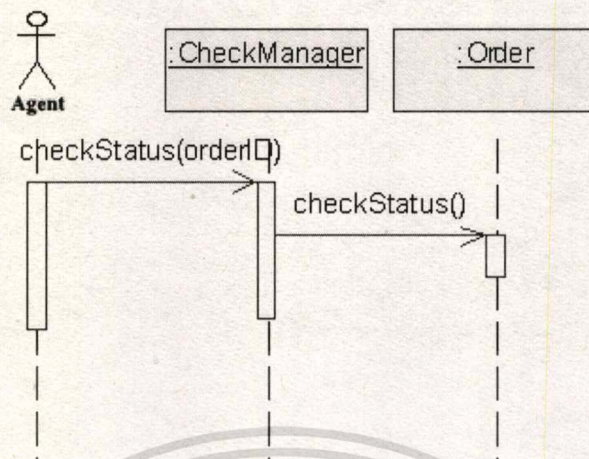 :CheckManager
:Order
Agent
checkStatus(orderID)
checkStatus()